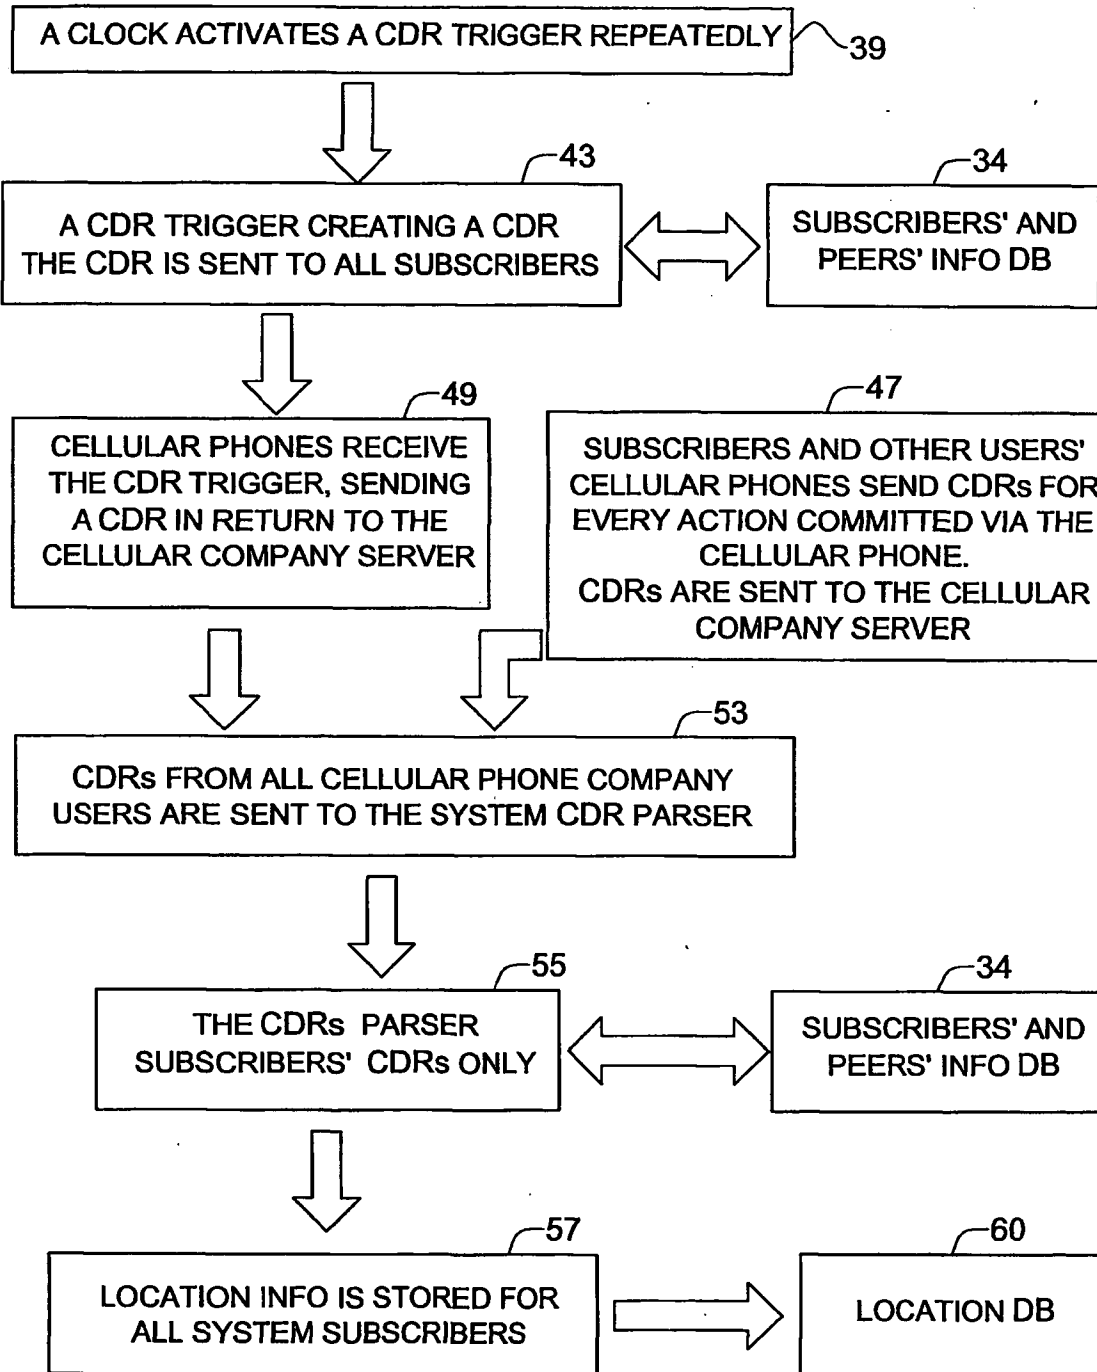 A CLOCK ACTIVATES A CDR TRIGGER REPEATEDLY
39
43
A CDR TRIGGER CREATING A CDR
THE CDR IS SENT TO ALL SUBSCRIBERS
34
SUBSCRIBERS' AND
PEERS' INFO DB
49
CELLULAR PHONES RECEIVE
THE CDR TRIGGER, SENDING
A CDR IN RETURN TO THE
CELLULAR COMPANY SERVER
47
SUBSCRIBERS AND OTHER USERS'
CELLULAR PHONES SEND CDRs FOR
EVERY ACTION COMMITTED VIA THE
CELLULAR PHONE.
CDRs ARE SENT TO THE CELLULAR
COMPANY SERVER
53
CDRs FROM ALL CELLULAR PHONE COMPANY
USERS ARE SENT TO THE SYSTEM CDR PARSER
55
THE CDRs PARSER
SUBSCRIBERS' CDRs ONLY
34
SUBSCRIBERS' AND
PEERS' INFO DB
57
LOCATION INFO IS STORED FOR
ALL SYSTEM SUBSCRIBERS
60
LOCATION DB